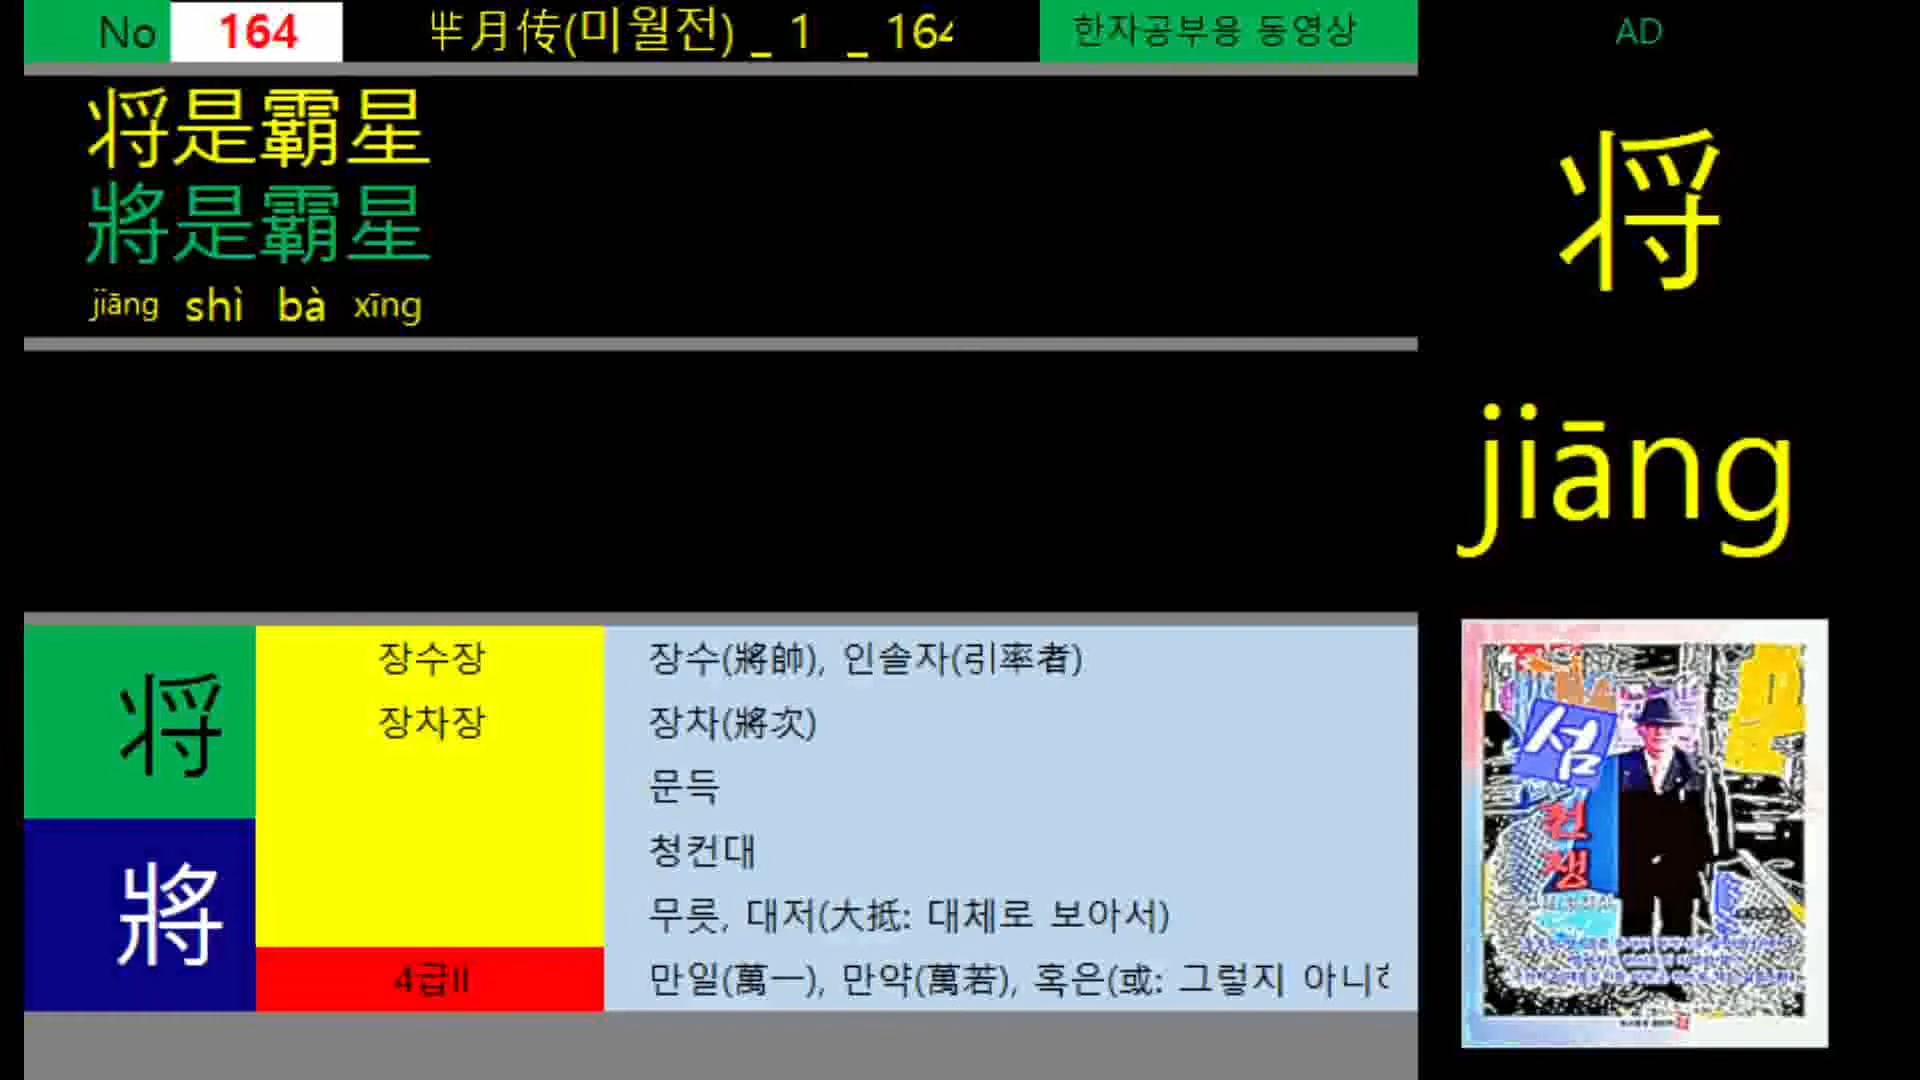 No 164 芈月传(미월전) _ 1 _ 164 한자공부용 동영상 AD
将是霸星
將是霸星
jiāng shì bà xīng
将
jiāng
将
將
장수장
장차장
4급II
장수(將帥), 인솔자(引率者)
장차(將次)
문득
청컨대
무릇, 대저(大抵: 대체로 보아서)
만일(萬一), 만약(萬若), 혹은(或: 그렇지 아니
섬
전
쟁